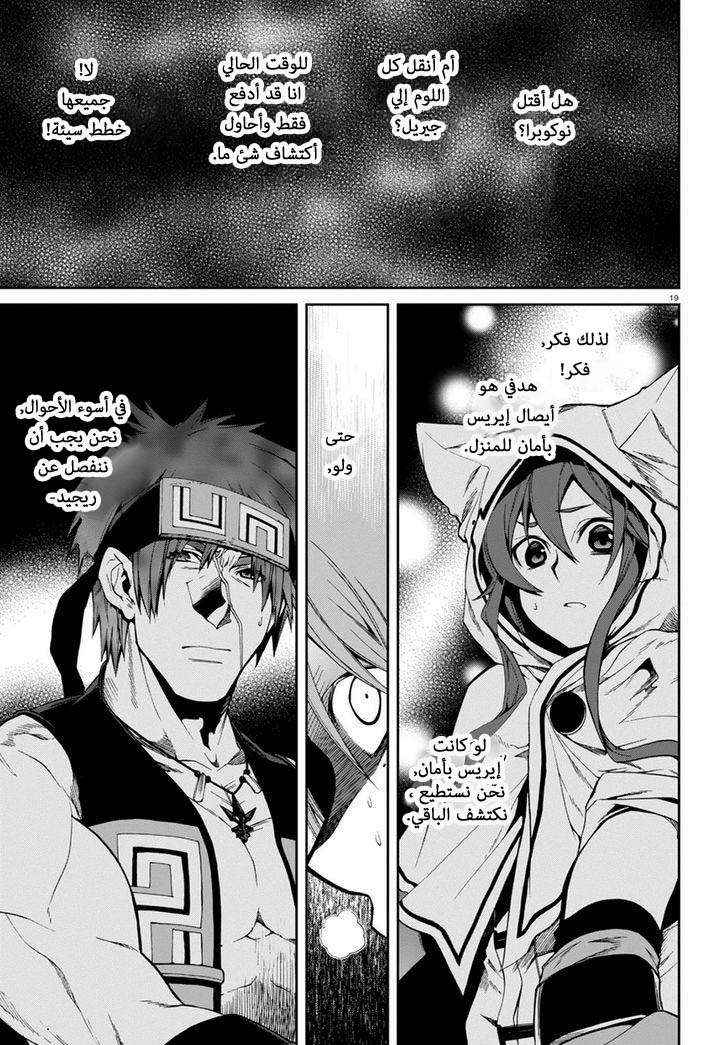 هل أقتل
نوكوبرا؟
أم أنقل كل
اللوم إلي
جيريل؟
للوقت الحالي
انا قد أدفع
فقط وأحاول
أكتشاف شئ ما.
لا!
جميعها
خطط سيئة!
19
لذلك فكر,
فكر!
هدفي هو
أيصال إيريس
بأمان للمنزل.
لو كانت
إيريس بأمان,
نحن نستطيع ،
نكتشف الباقي.
حتى
ولو,
في أسوء الأحوال,
نحن يجب أن
ننفصل عن
ريجيد-